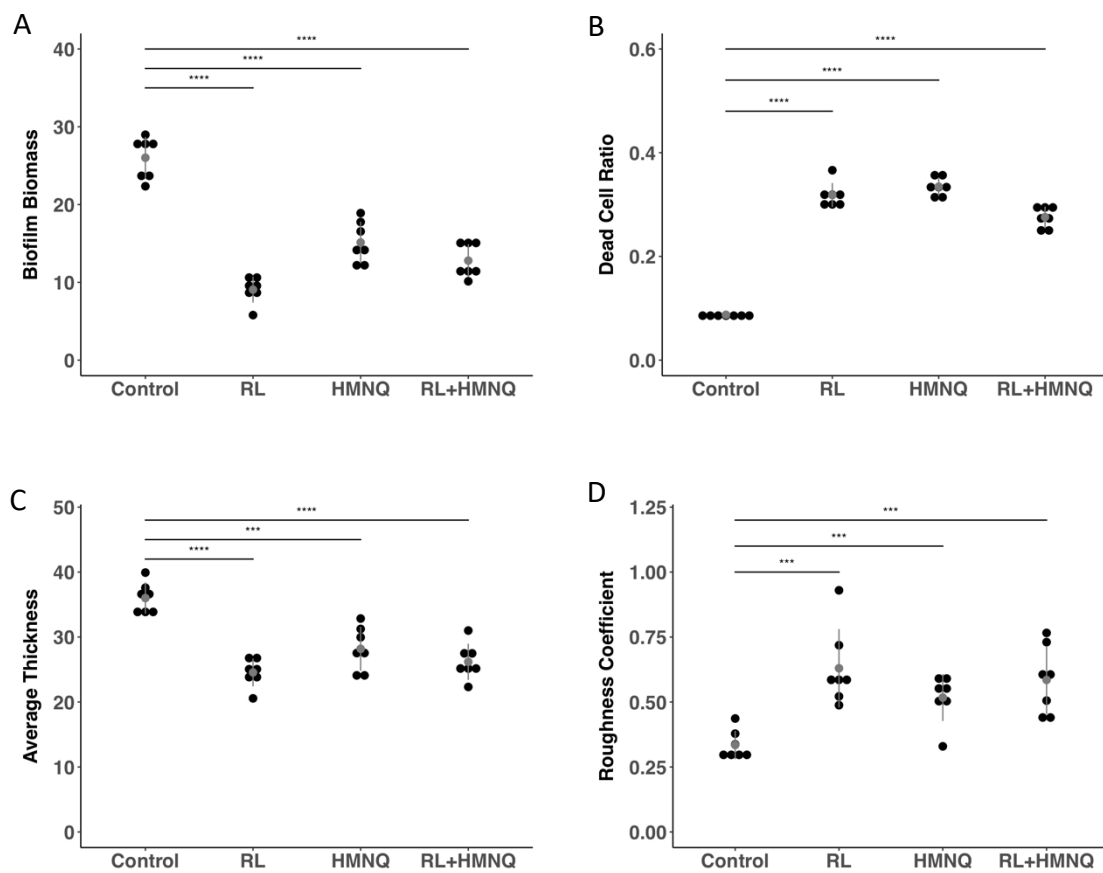 A
Biofilm Biomass
40
30
20
10
0
****
****
****
Control RL HMNQ RL+HMNQ
B
Dead Cell Ratio
0.6
0.4
0.2
0.0
****
****
****
Control RL HMNQ RL+HMNQ
C
Average Thickness
50
40
30
20
10
0
****
***
****
Control RL HMNQ RL+HMNQ
D
Roughness Coefficient
1.25
1.00
0.75
0.50
0.25
0.00
***
***
***
Control RL HMNQ RL+HMNQ